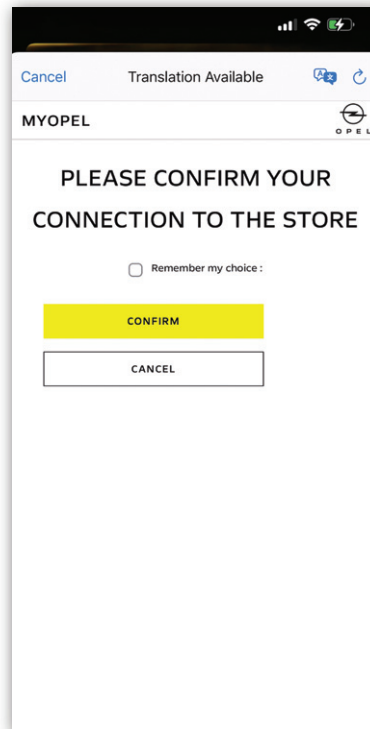 Cancel Translation Available
MYOPEL
OPEL
PLEASE CONFIRM YOUR
CONNECTION TO THE STORE
Remember my choice :
CONFIRM
CANCEL